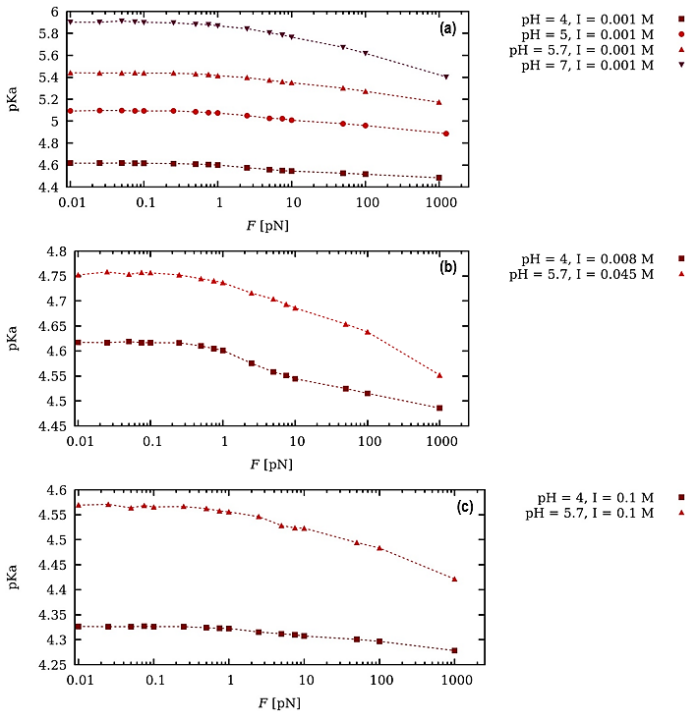 (a)
pH = 4, I = 0.001 M
pH = 5, I = 0.001 M
pH = 5.7, I = 0.001 M
pH = 7, I = 0.001 M
6
5.8
5.6
5.4
5.2
5
4.8
4.6
4.4
pKa
0.01 0.1 1 10 100 1000
F [pN]
(b)
pH = 4, I = 0.008 M
pH = 5.7, I = 0.045 M
4.8
4.75
4.7
4.65
4.6
4.55
4.5
4.45
pKa
0.01 0.1 1 10 100 1000
F [pN]
(c)
pH = 4, I = 0.1 M
pH = 5.7, I = 0.1 M
4.6
4.55
4.5
4.45
4.4
4.35
4.3
4.25
pKa
0.01 0.1 1 10 100 1000
F [pN]